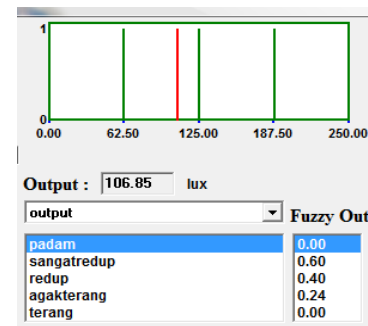 1
0
0.00 62.50 125.00 187.50 250.00
Output : 106.85 lux
output Fuzzy Out
padam 0.00
sangatredup 0.60
redup 0.40
agakterang 0.24
terang 0.00